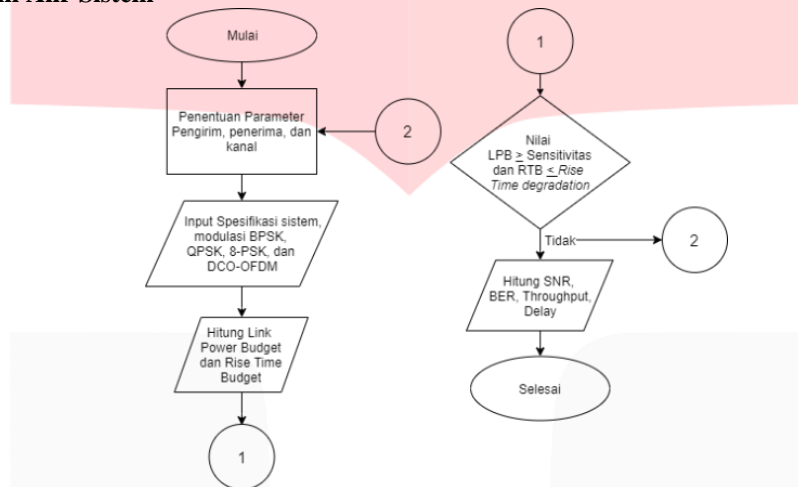 Mulai
Penentuan Parameter
Pengirim, penerima, dan
kanal
2
Input Spesifikasi sistem,
modulasi BPSK,
QPSK, 8-PSK, dan
DCO-OFDM
Hitung Link
Power Budget
dan Rise Time
Budget
1
1
Nilai
LPB ≥ Sensitivitas
dan RTB ≤ Rise
Time degradation
Tidak
2
Hitung SNR,
BER, Throughput,
Delay
Selesai